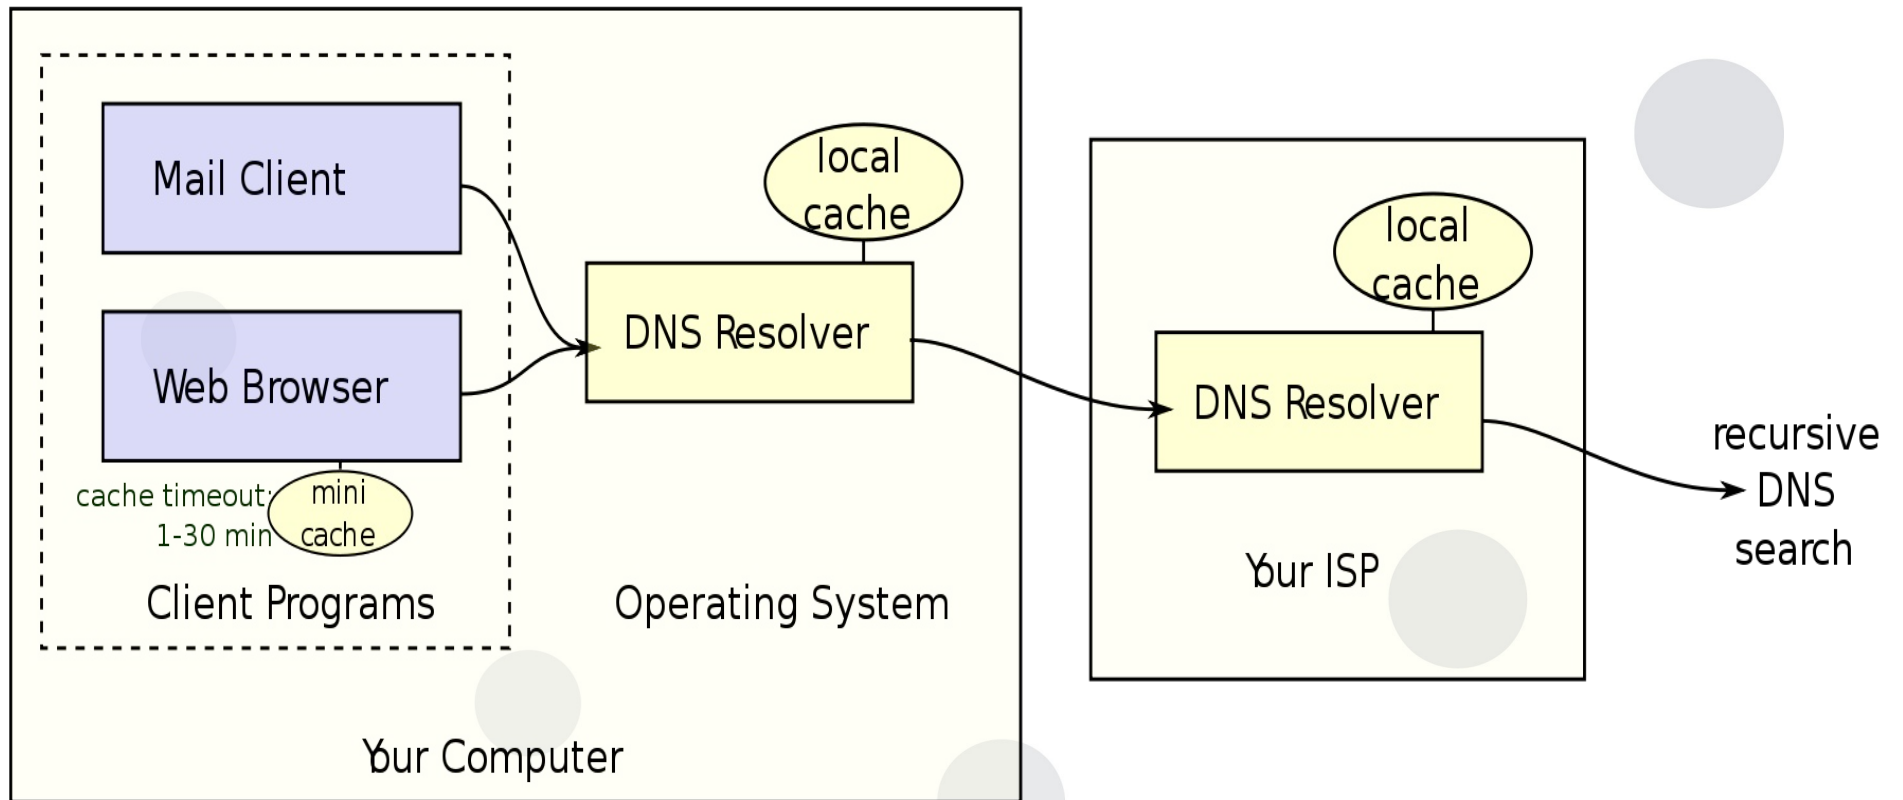 Mail Client
Web Browser
cache timeout:
1-30 min
mini
cache
Client Programs
local
cache
DNS Resolver
Operating System
Your Computer
local
cache
DNS Resolver
Your ISP
recursive
DNS
search